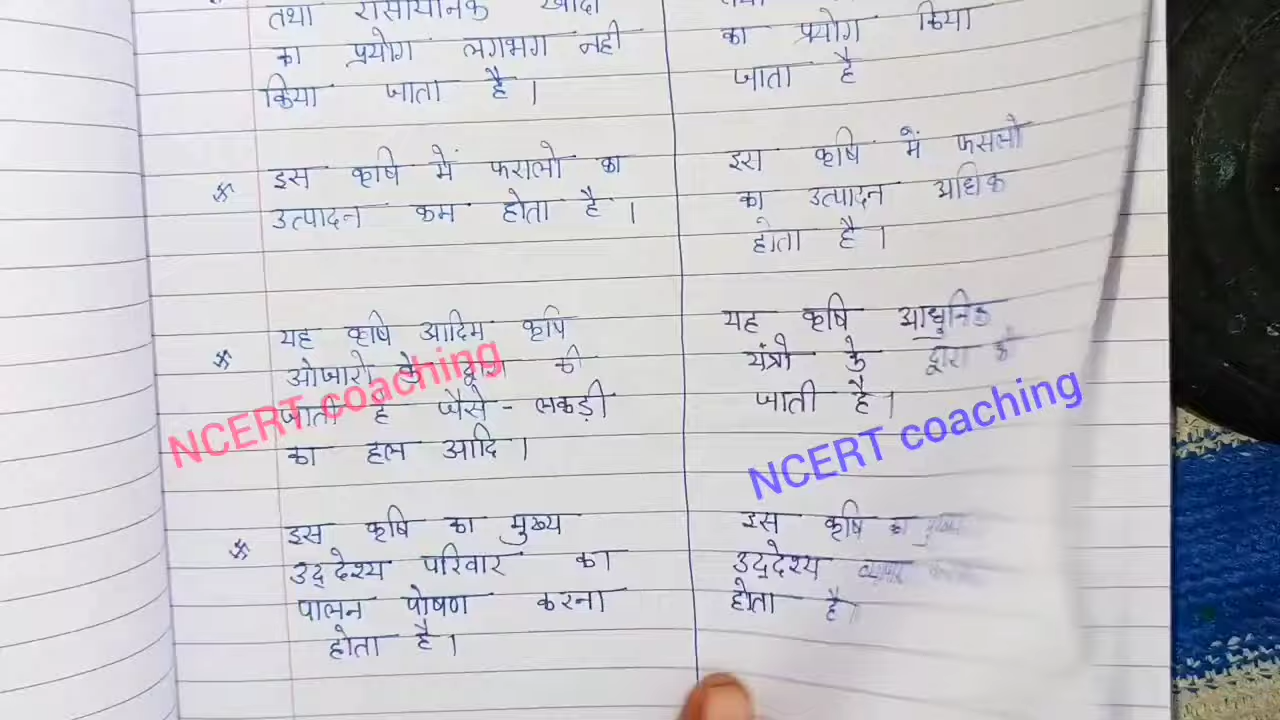 तथा रासायनिक खादो
का प्रयोग लगभग नही
किया जाता है ।
इस कृषि में फसलो का
उत्पादन कम होता है ।
यह कृषि आदिम कृषि
ओजारो के द्वारा की
जाती है जैसे - लकड़ी
का हल आदि ।
इस कृषि का मुख्य
उद्देश्य परिवार का
पालन पोषण करना
होता है ।
का प्रयोग किया
जाता है
इस कृषि में फसलो
का उत्पादन अधिक
होता है ।
यह कृषि आधुनिक
यंत्रो के द्वारा
जाती है ।
इस कृषि का मुख्य
उद्देश्य
होता है
NCERT coaching
NCERT coaching